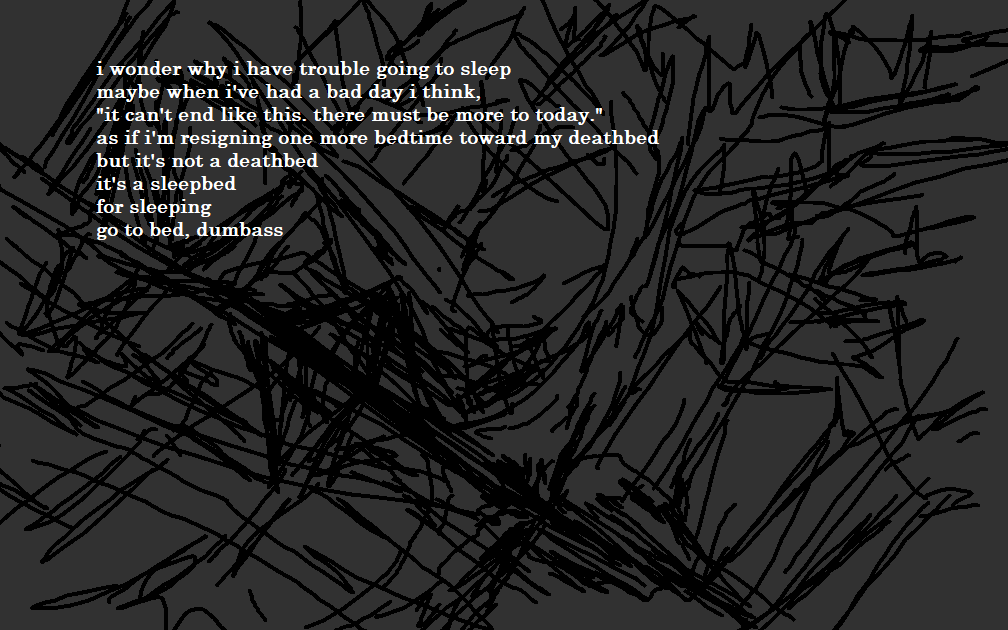 i wonder why i have trouble going to sleep
maybe when i've had a bad day i think,
"it can't end like this. there must be more to today."
as if i'm resigning one more bedtime toward my deathbed
but it's not a deathbed
it's a sleepbed
for sleeping
go to bed, dumbass